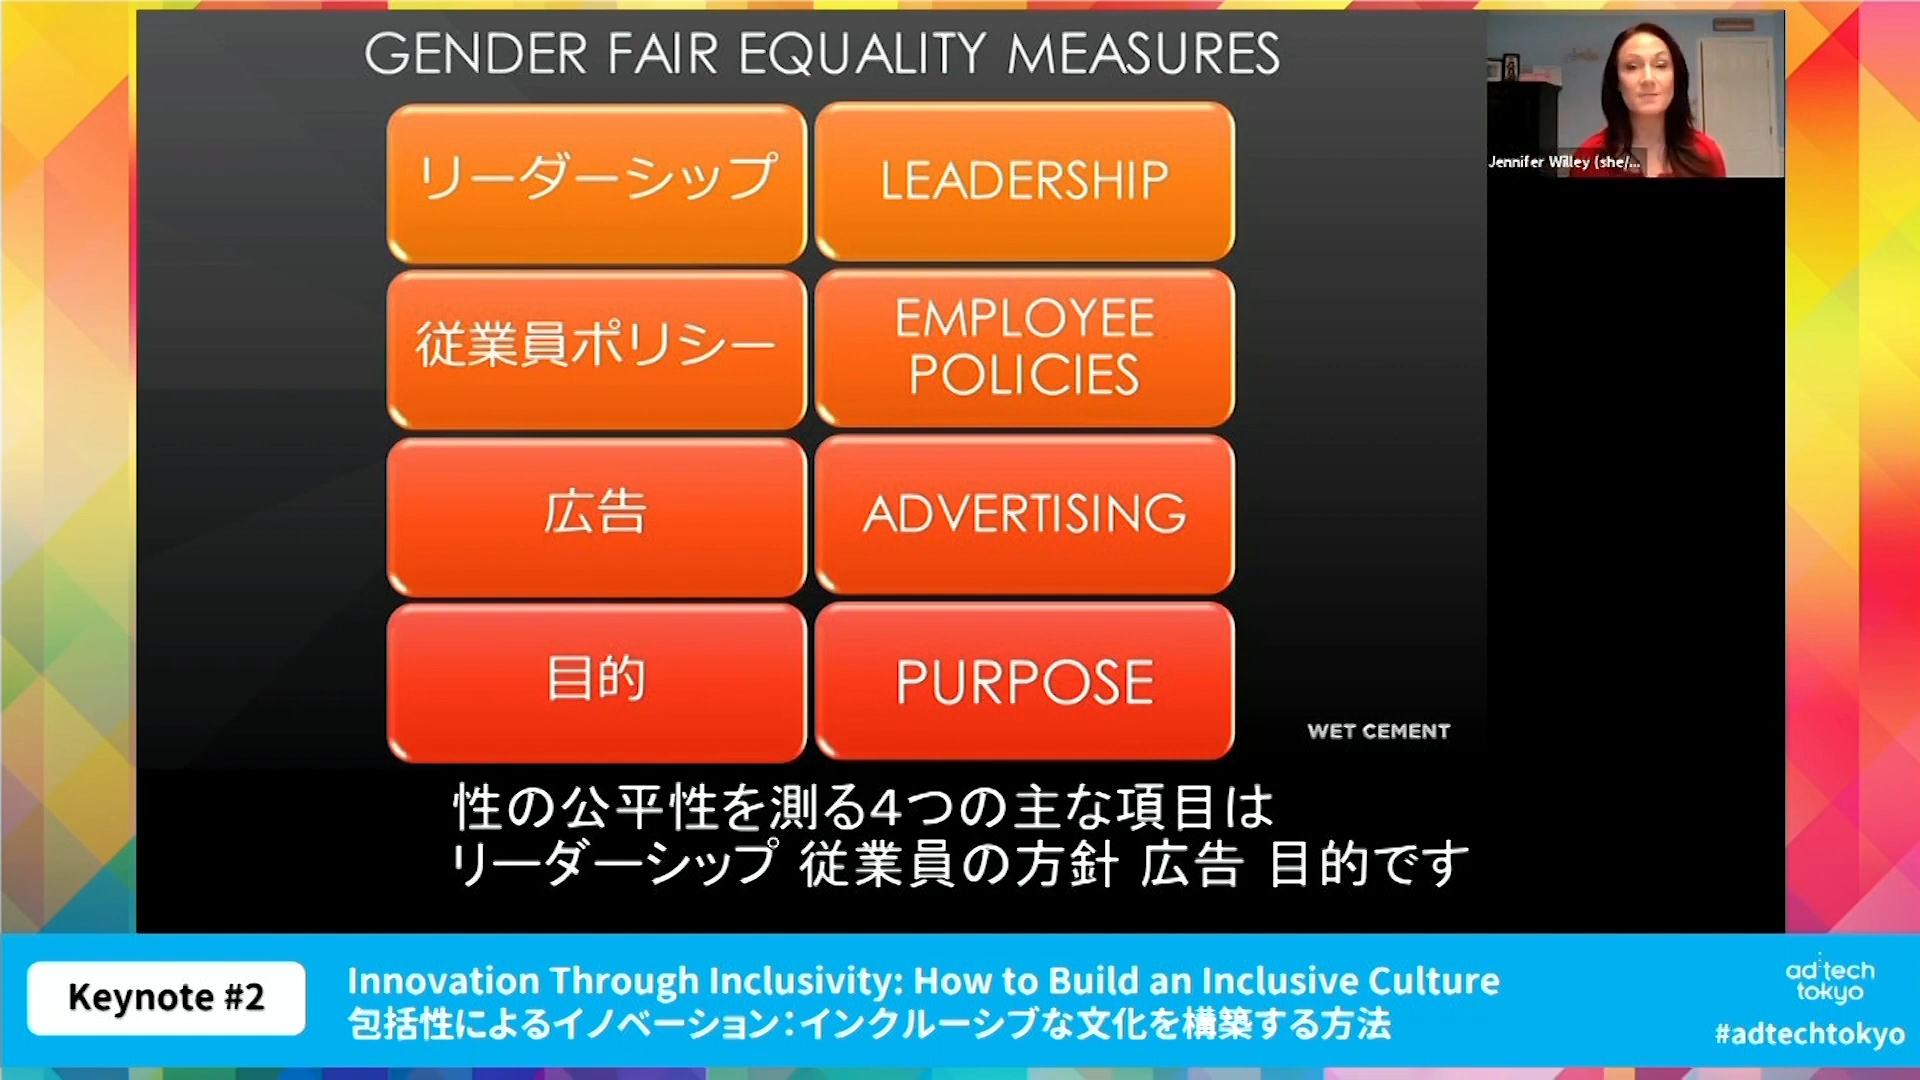 GENDER FAIR EQUALITY MEASURES
リーダーシップ
LEADERSHIP
従業員ポリシー
EMPLOYEE
POLICIES
広告
ADVERTISING
目的
PURPOSE
WET CEMENT
Jennifer Willey (she/...
性の公平性を測る4つの主な項目は
リーダーシップ 従業員の方針 広告 目的です
Keynote #2
Innovation Through Inclusivity: How to Build an Inclusive Culture
包括性によるイノベーション：インクルーシブな文化を構築する方法
ad:tech
tokyo
#adtechtokyo